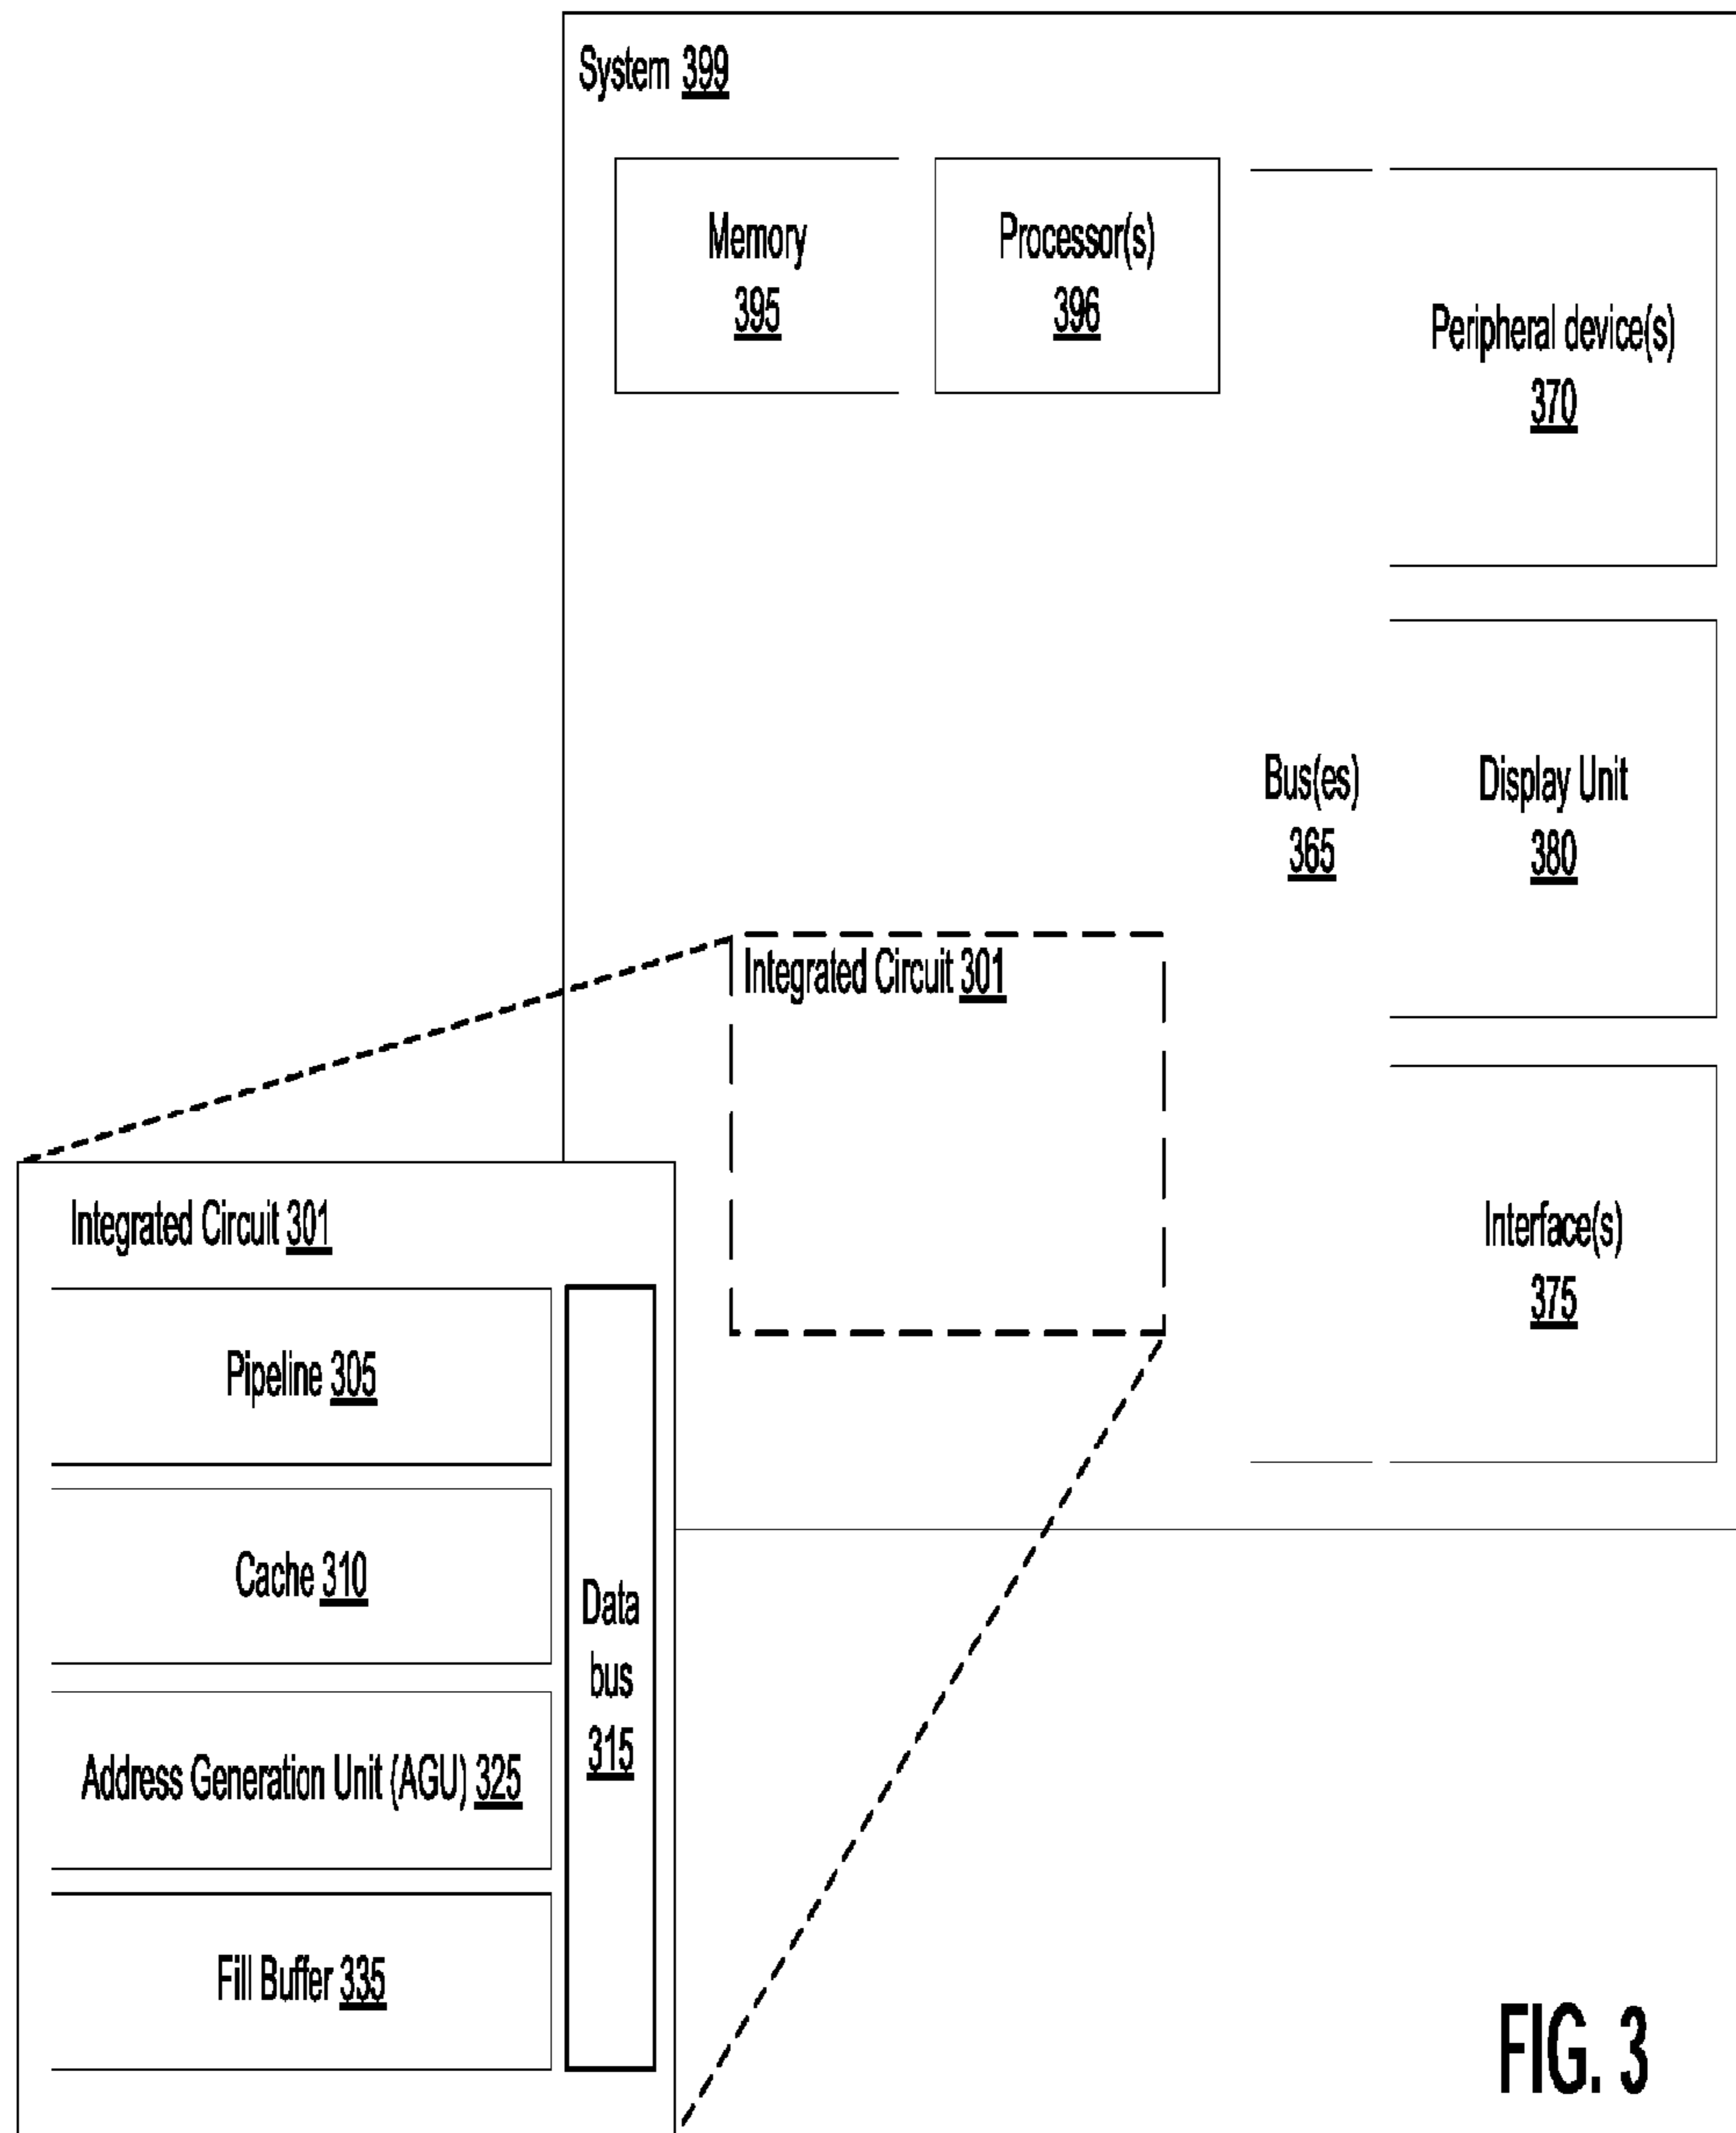 System 399
Memory
395
Processor(s)
396
Peripheral device(s)
370
Bus(es)
365
Display Unit
380
Integrated Circuit 301
Interface(s)
375
Integrated Circuit 301
Pipeline 305
Cache 310
Address Generation Unit (AGU) 325
Fill Buffer 335
Data
bus
315
FIG. 3